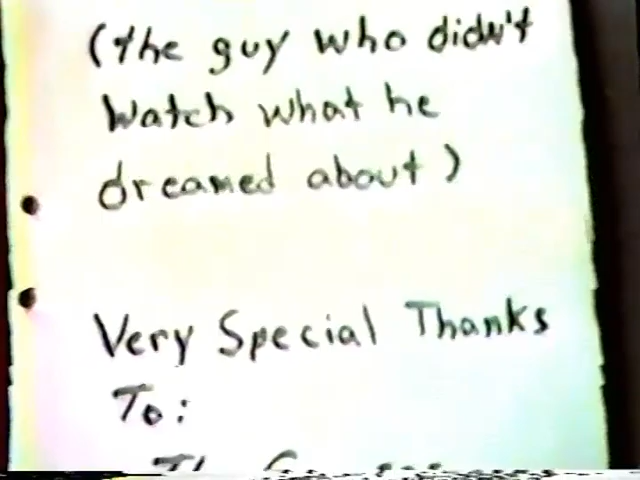 (the guy who didn't
watch what he
dreamed about)
Very Special Thanks
To: